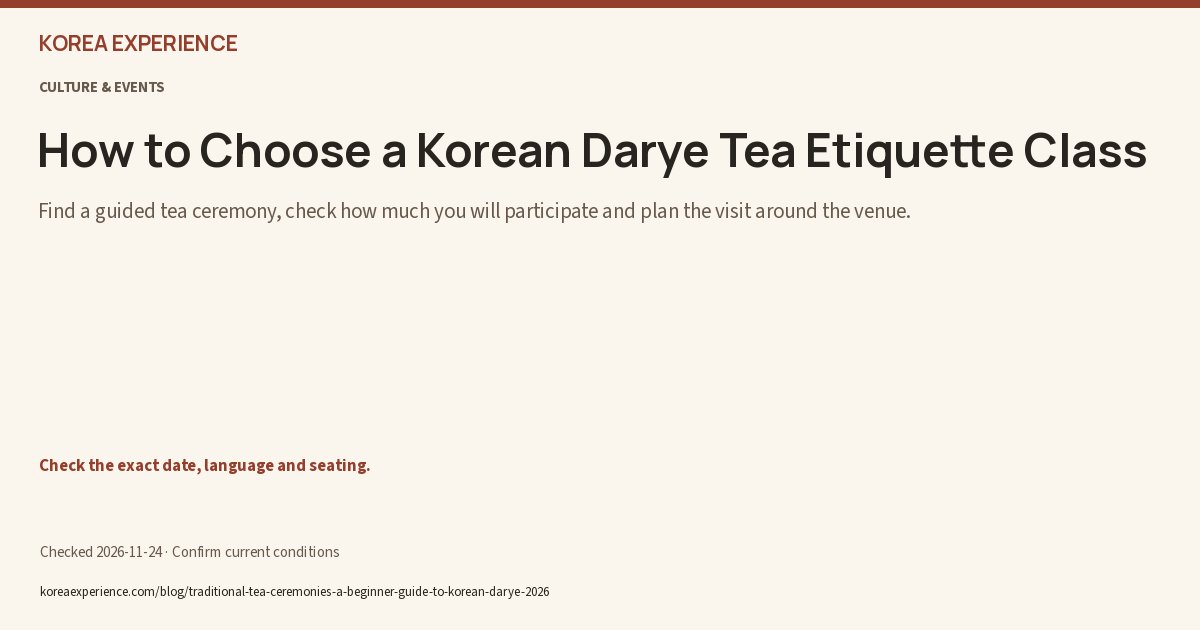 KOREA EXPERIENCE
CULTURE & EVENTS
How to Choose a Korean Darye Tea Etiquette Class
Find a guided tea ceremony, check how much you will participate and plan the visit around the venue.
Check the exact date, language and seating.
Checked 2026-11-24 · Confirm current conditions
koreaexperience.com/blog/traditional-tea-ceremonies-a-beginner-guide-to-korean-darye-2026